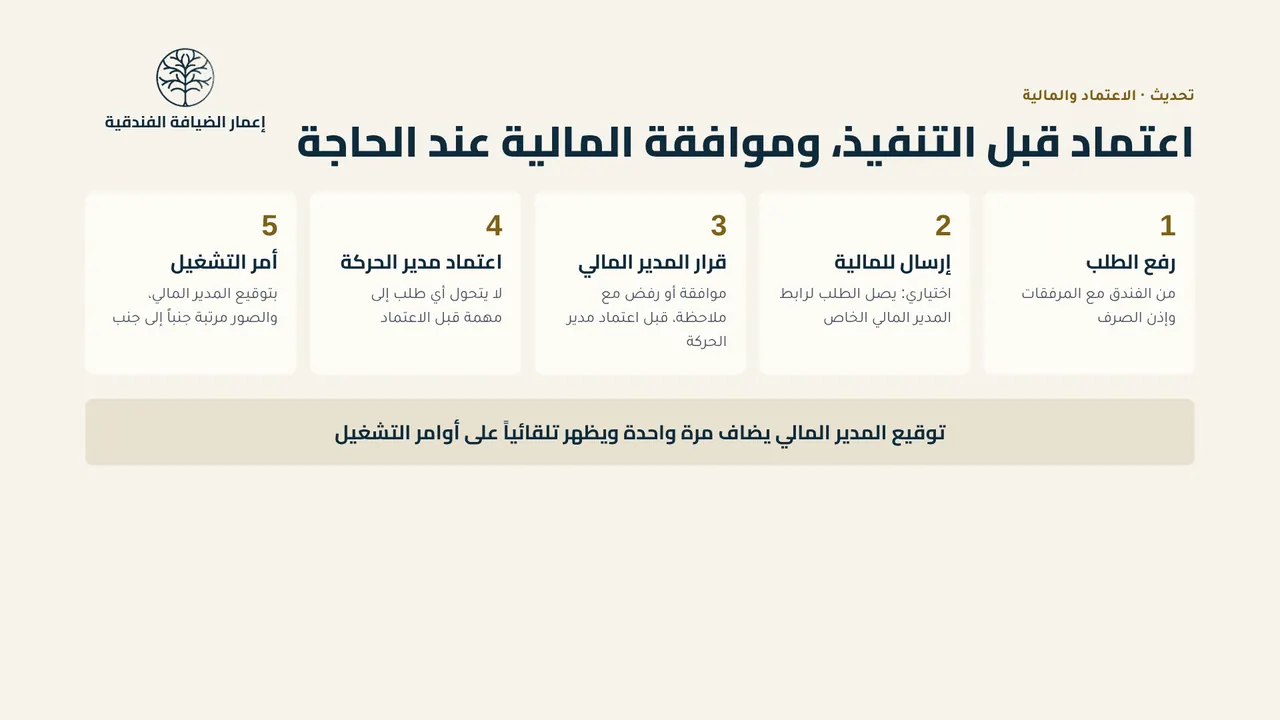 إعمار الضيافة الفندقية
تحديث · الاعتماد والمالية
اعتماد قبل التنفيذ، وموافقة المالية عند الحاجة
1
رفع الطلب
من الفندق مع المرفقات
وإذن الصرف
2
إرسال للمالية
اختياري: يصل الطلب لرابط
المدير المالي الخاص
3
قرار المدير المالي
موافقة أو رفض مع
ملاحظة، قبل اعتماد مدير
الحركة
4
اعتماد مدير الحركة
لا يتحول أي طلب إلى
مهمة قبل الاعتماد
5
أمر التشغيل
بتوقيع المدير المالي،
والصور مرتبة جنباً إلى جنب
توقيع المدير المالي يضاف مرة واحدة ويظهر تلقائياً على أوامر التشغيل